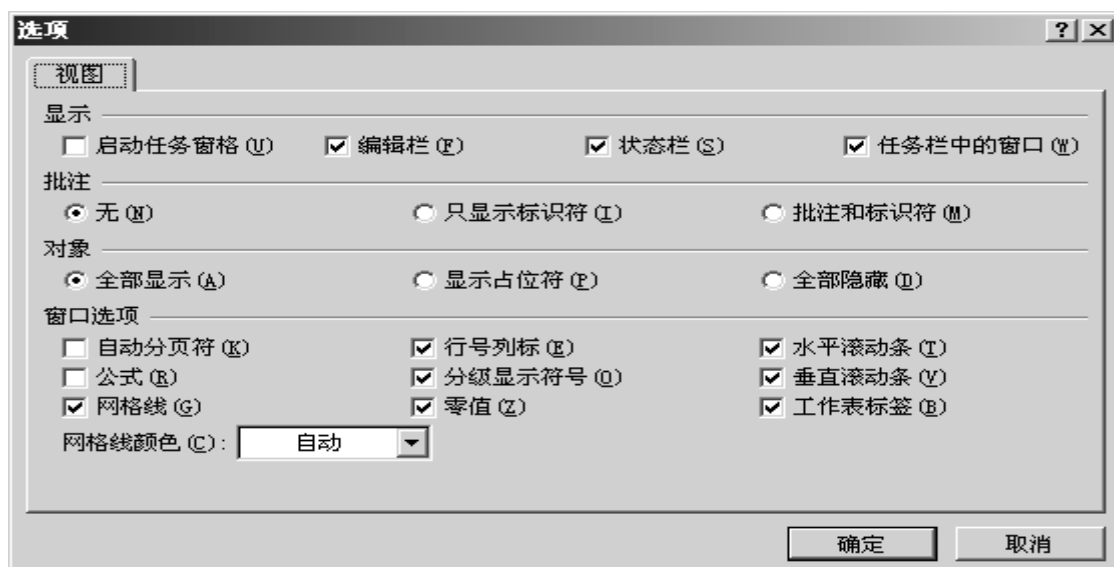 选项
视图
显示
启动任务窗格(U) 编辑栏(F) 状态栏(S) 任务栏中的窗口(W)
批注
无(N) 只显示标识符(I) 批注和标识符(M)
对象
全部显示(A) 显示占位符(P) 全部隐藏(D)
窗口选项
自动分页符(K) 行号列标(E) 水平滚动条(T)
公式(R) 分级显示符号(O) 垂直滚动条(V)
网格线(G) 零值(Z) 工作表标签(B)
网格线颜色(C): 自动
确定 取消